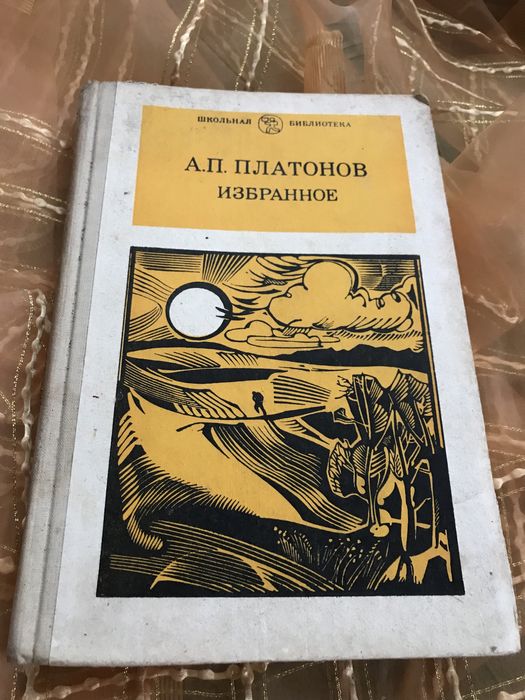 ШКОЛЬНАЯ БИБЛИОТЕКА
А.П. ПЛАТОНОВ
ИЗБРАННОЕ